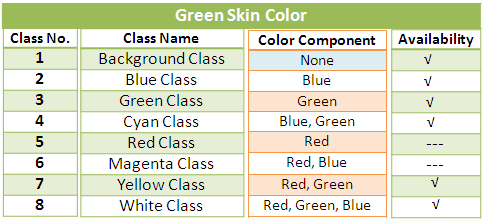 Green Skin Color
Class No. Class Name Color Component Availability
1 Background Class None √
2 Blue Class Blue √
3 Green Class Green √
4 Cyan Class Blue, Green √
5 Red Class Red ---
6 Magenta Class Red, Blue ---
7 Yellow Class Red, Green √
8 White Class Red, Green, Blue √